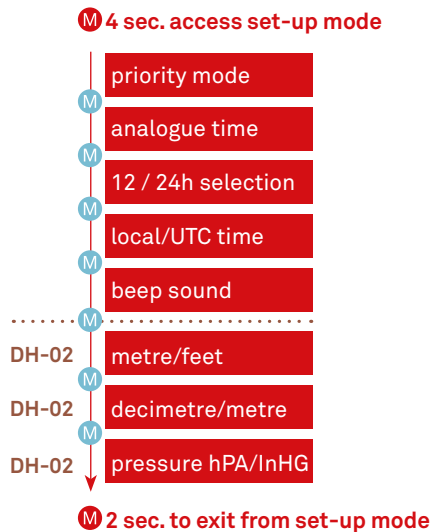 M 4 sec. access set-up mode
priority mode
M
analogue time
M
12 / 24h selection
M
local/UTC time
M
beep sound
M
DH-02 metre/feet
M
DH-02 decimetre/metre
M
DH-02 pressure hPA/InHG
M 2 sec. to exit from set-up mode